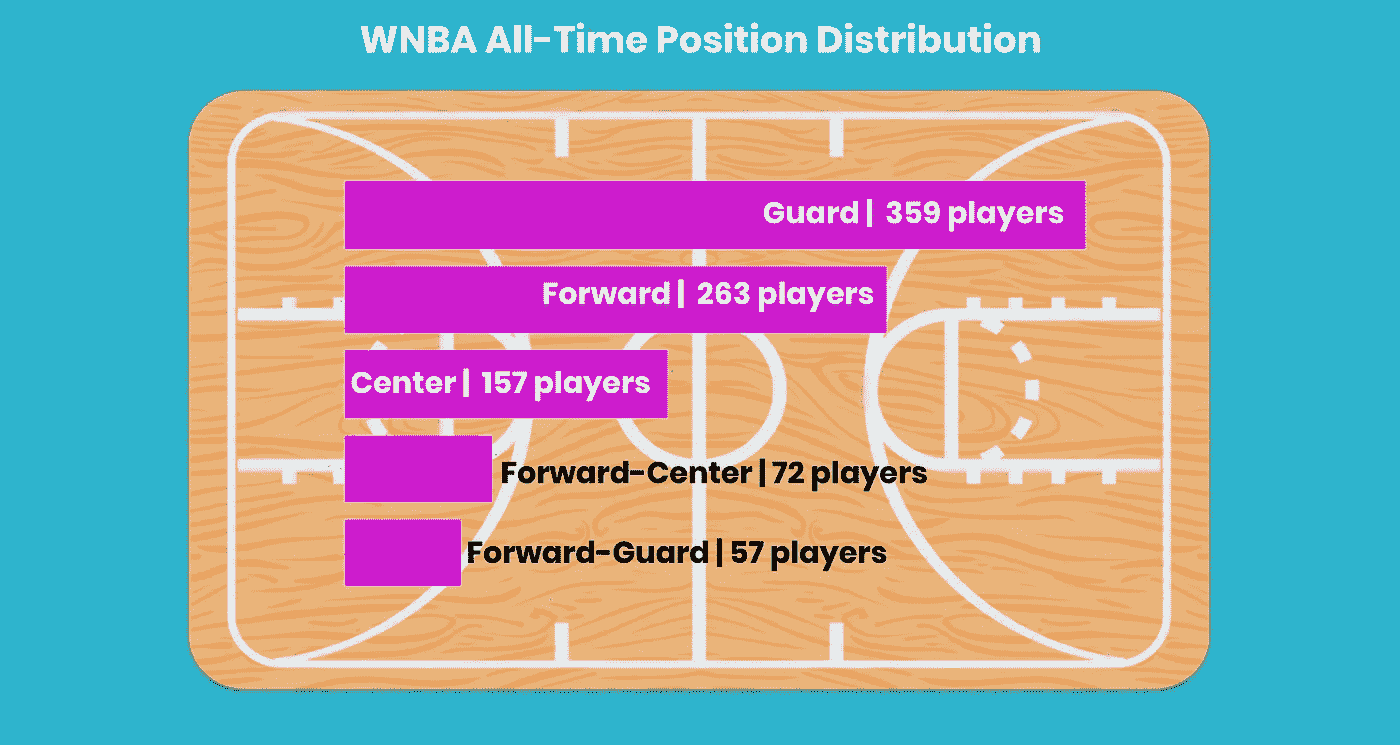 WNBA All-Time Position Distribution
Guard | 359 players
Forward | 263 players
Center | 157 players
Forward-Center | 72 players
Forward-Guard | 57 players